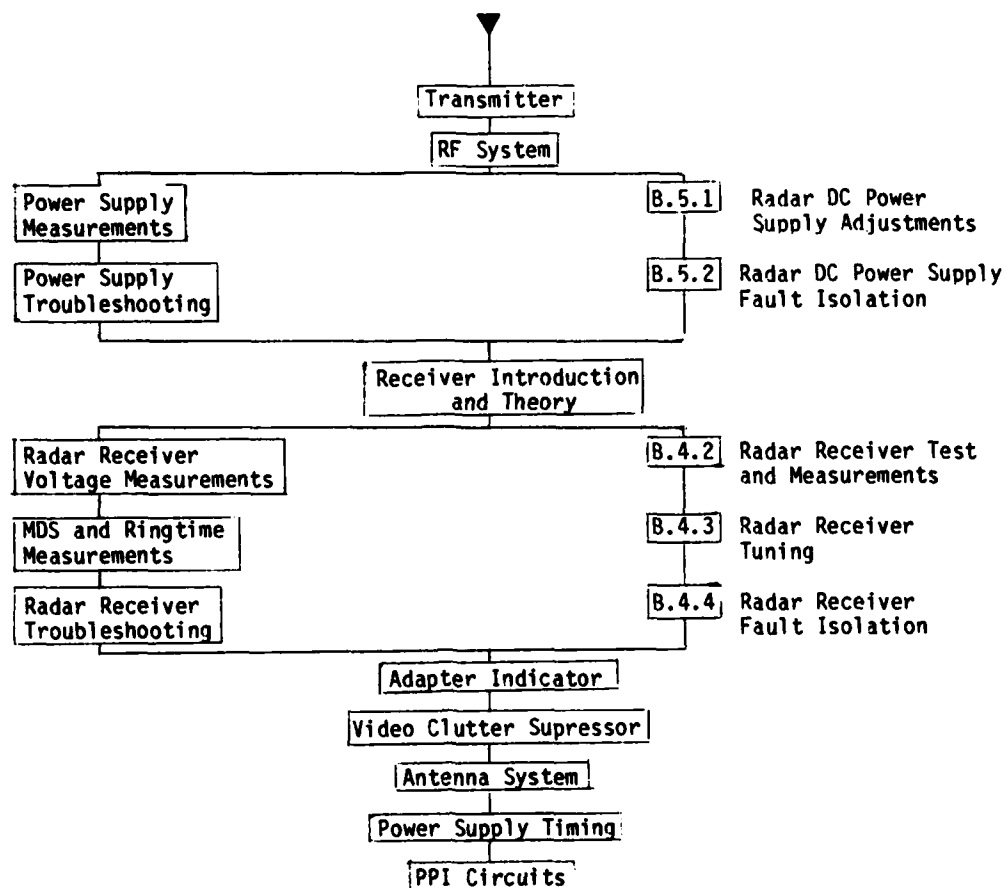 Transmitter
RF System
Power Supply
Measurements
B.5.1 Radar DC Power
Supply Adjustments
Power Supply
Troubleshooting
B.5.2 Radar DC Power Supply
Fault Isolation
Receiver Introduction
and Theory
Radar Receiver
Voltage Measurements
B.4.2 Radar Receiver Test
and Measurements
MDS and Ringtime
Measurements
B.4.3 Radar Receiver
Tuning
Radar Receiver
Troubleshooting
B.4.4 Radar Receiver
Fault Isolation
Adapter Indicator
Video Clutter Supressor
Antenna System
Power Supply Timing
PPI Circuits